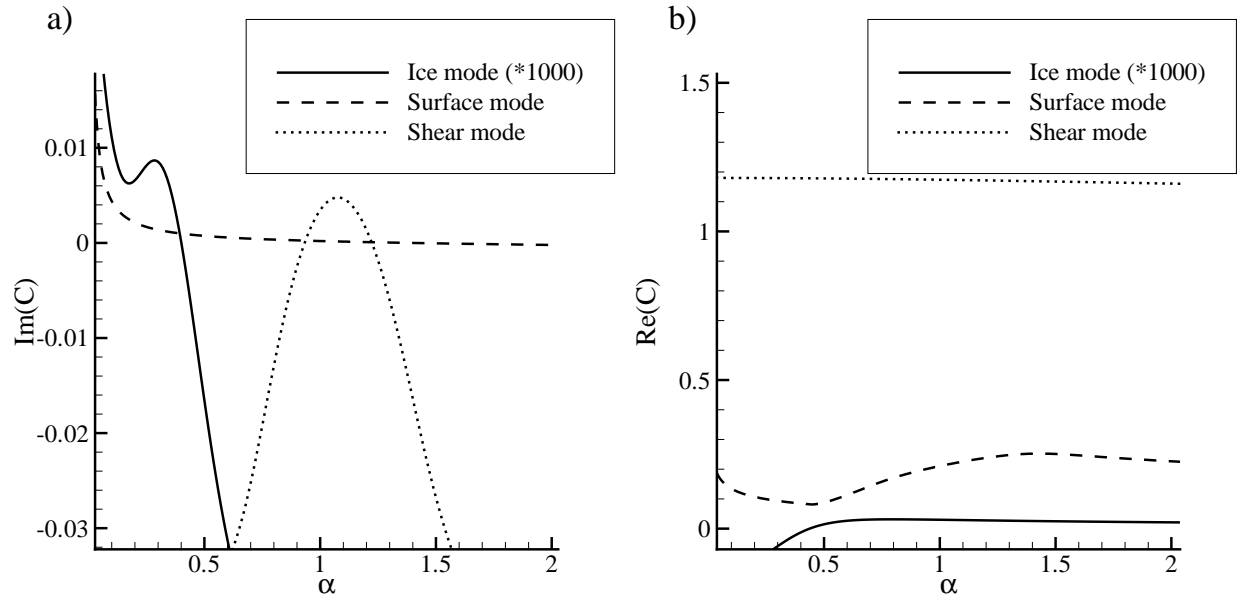 a)
Ice mode (*1000)
Surface mode
Shear mode
0.01
0
-0.01
-0.02
-0.03
Im(C)
0.5
1
1.5
2
α
b)
Ice mode (*1000)
Surface mode
Shear mode
1.5
1
0.5
0
Re(C)
0.5
1
1.5
2
α